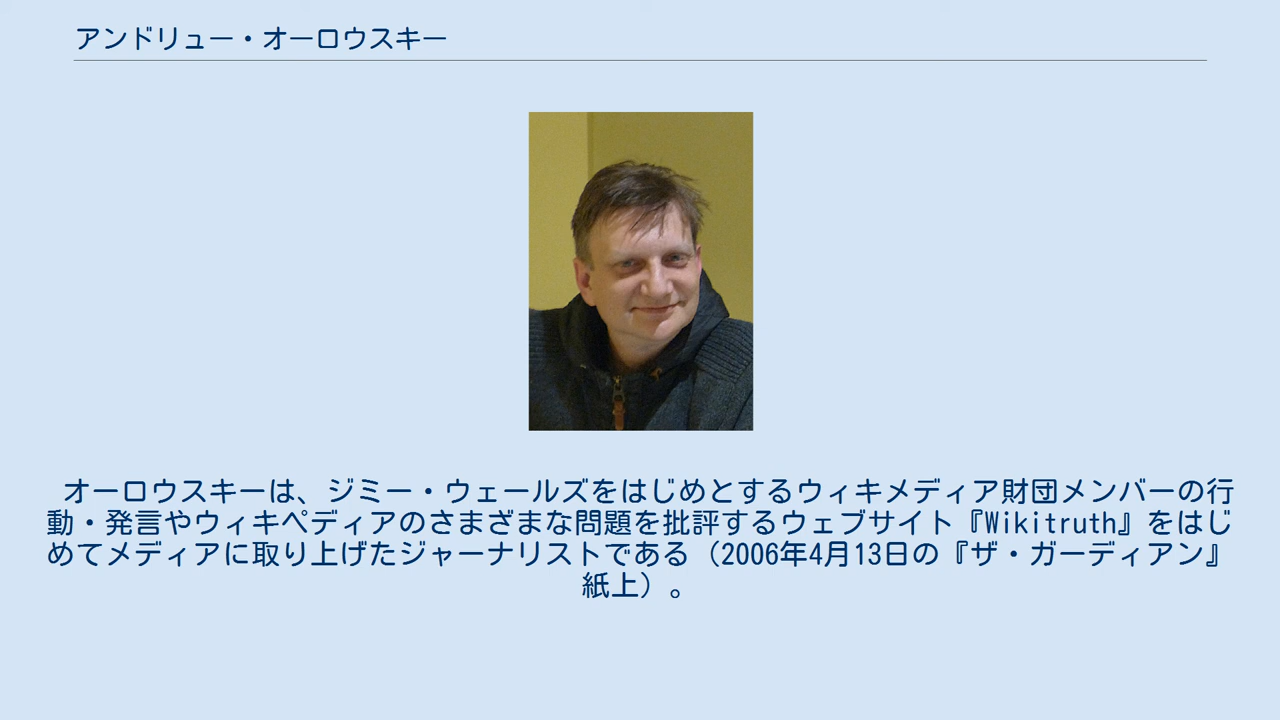 アンドリュー・オーロウスキー
オーロウスキーは、ジミー・ウェールズをはじめとするウィキメディア財団メンバーの行
動・発言やウィキペディアのさまざまな問題を批評するウェブサイト『Wikitruth』をはじ
めてメディアに取り上げたジャーナリストである（2006年4月13日の『ザ・ガーディアン』
紙上）。